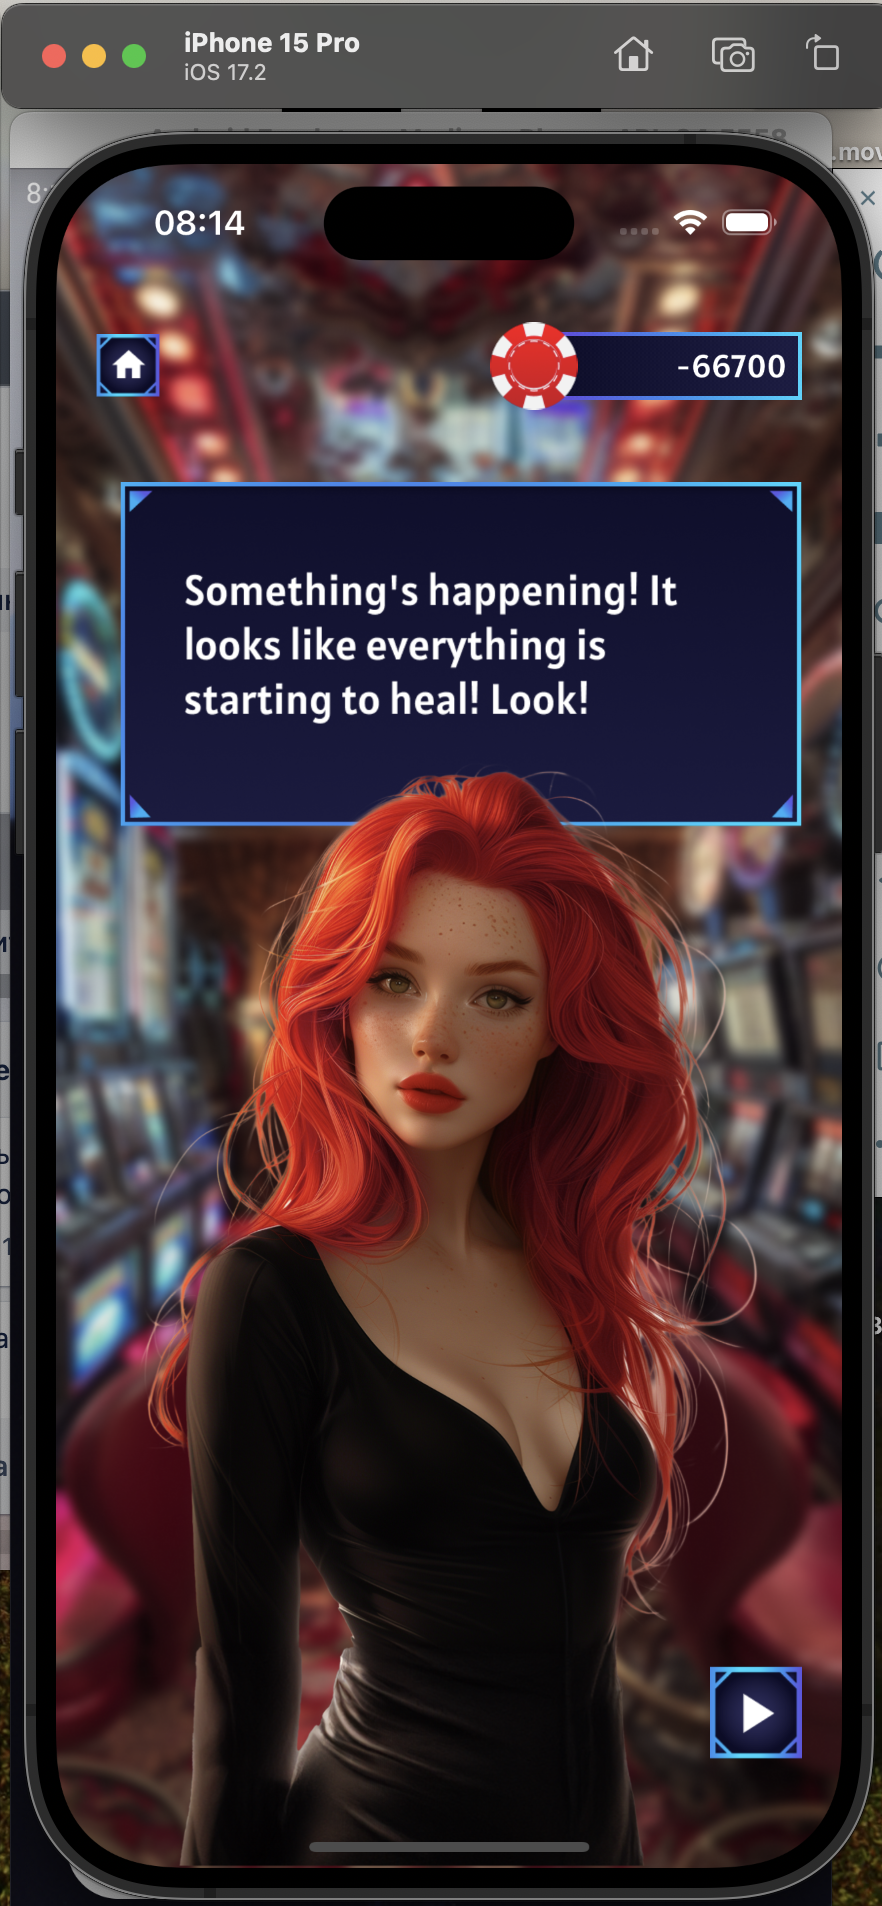 iPhone 15 Pro
iOS 17.2
.mov
08:14
-66700
Something's happening! It
looks like everything is
starting to heal! Look!